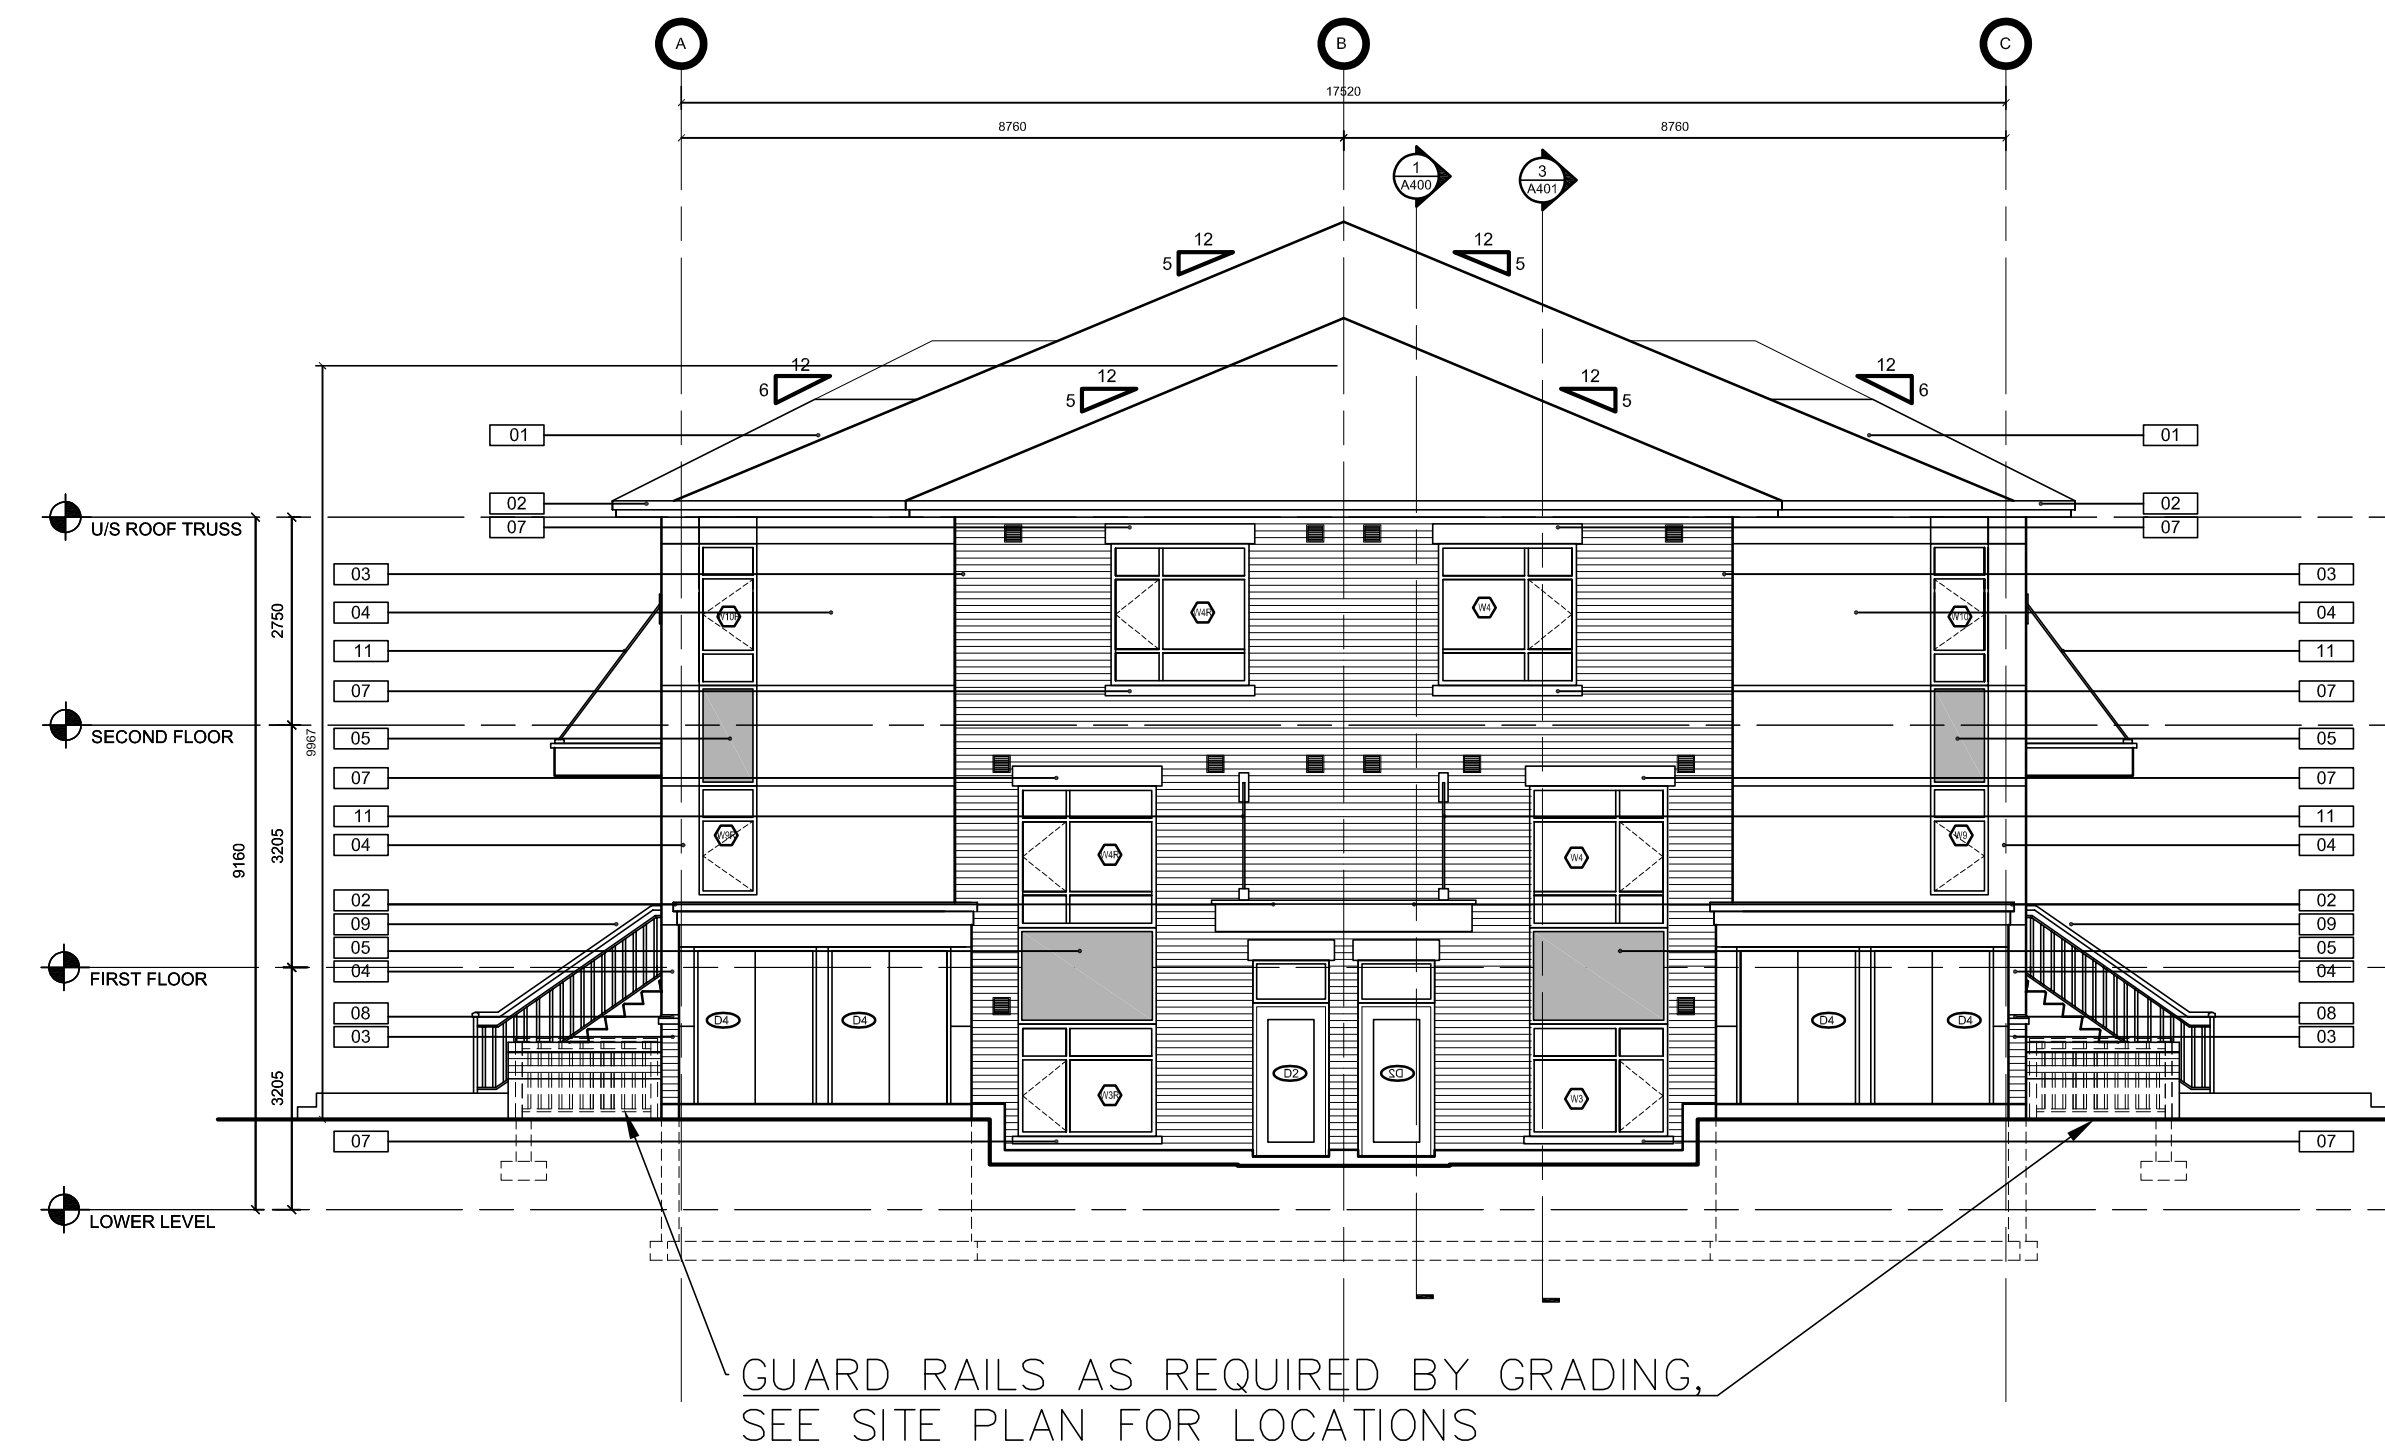 A B C
17520
8760 8760
1 3
A400 A401
12 12
5 5
12 12 12 12
6 5 5 6
01 01
02 02
U/S ROOF TRUSS 07 07
03 03
04 W10R W4R W4 W10 04
2750
11 11
07 07
SECOND FLOOR 05 05
9967
07 07
11 11
04 W9R W4R W4 W9 04
3205
9160
02 02
09 09
05 05
FIRST FLOOR 04 04
08 D4 D4 D4 D4 08
03 03
D2 D2
3205 W3R W3
07 07
LOWER LEVEL
GUARD RAILS AS REQUIRED BY GRADING,
SEE SITE PLAN FOR LOCATIONS